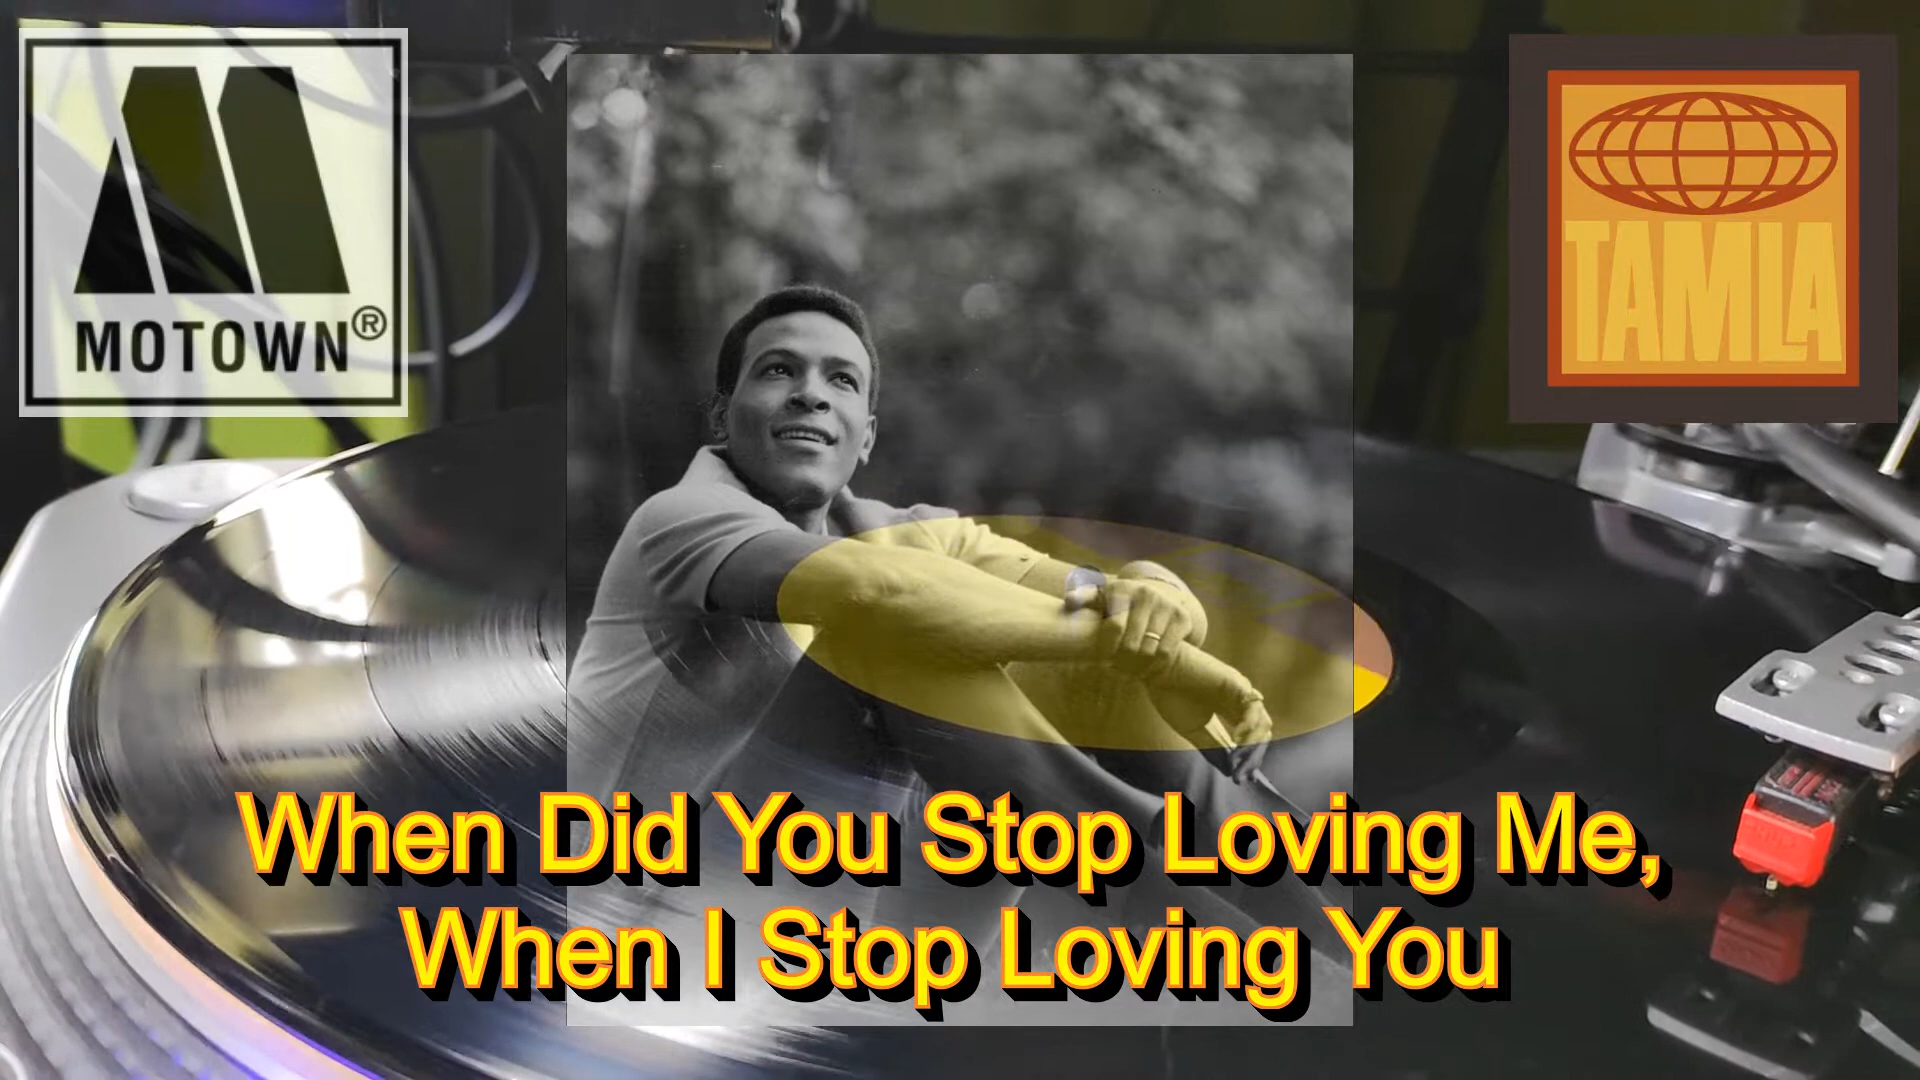 MOTOWN®
TAMLA
When Did You Stop Loving Me,
When I Stop Loving You